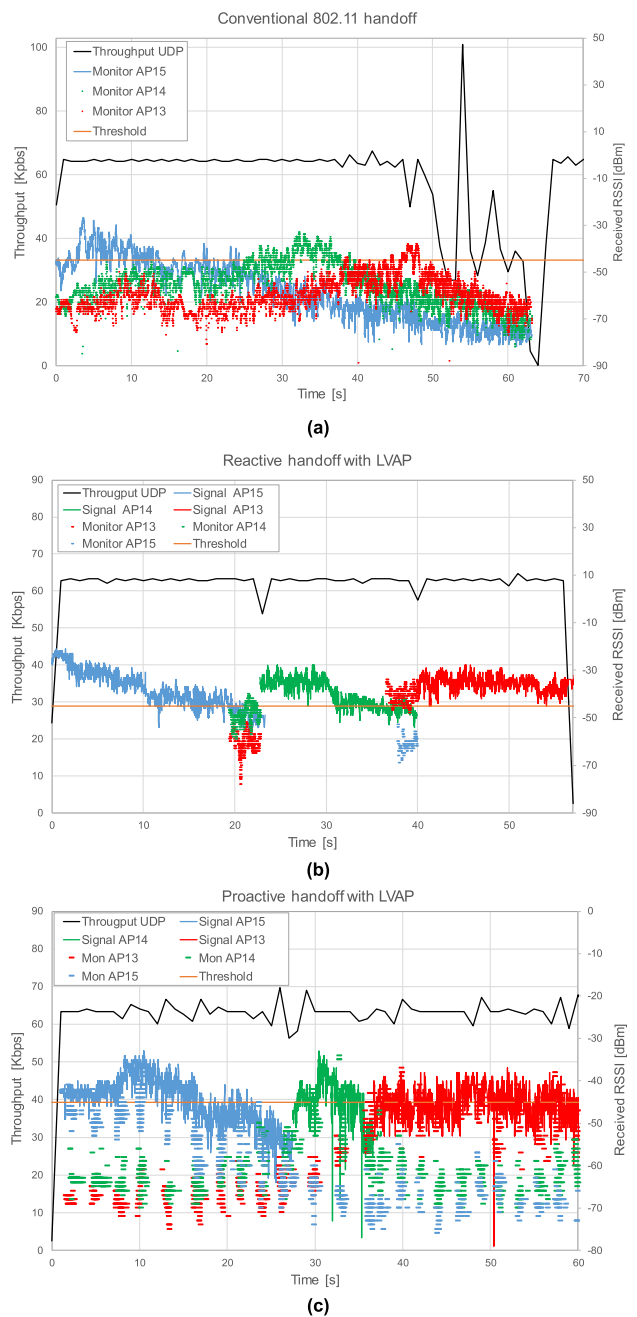 Conventional 802.11 handoff
Throughput UDP
Monitor AP15
Monitor AP14
Monitor AP13
Threshold
Throughput [Kpbs]
100
80
60
40
20
0
50
30
10
-10
-30
-50
-70
-90
Received RSSI [dBm]
0 10 20 30 40 50 60 70
Time [s]
(a)
Reactive handoff with LVAP
Througput UDP Signal AP15
Signal AP14 Signal AP13
Monitor AP13 Monitor AP14
Monitor AP15 Threshold
Throughput [Kbps]
90
80
70
60
50
40
30
20
10
0
50
30
10
-10
-30
-50
-70
-90
Received RSSI [dBm]
0 10 20 30 40 50
Time [s]
(b)
Proactive handoff with LVAP
Througput UDP Signal AP15
Signal AP14 Signal AP13
Mon AP13 Mon AP14
Mon AP15 Threshold
Throughput [Kbps]
90
80
70
60
50
40
30
20
10
0
0
-10
-20
-30
-40
-50
-60
-70
-80
Received RSSI [dBm]
0 10 20 30 40 50 60
Time [s]
(c)